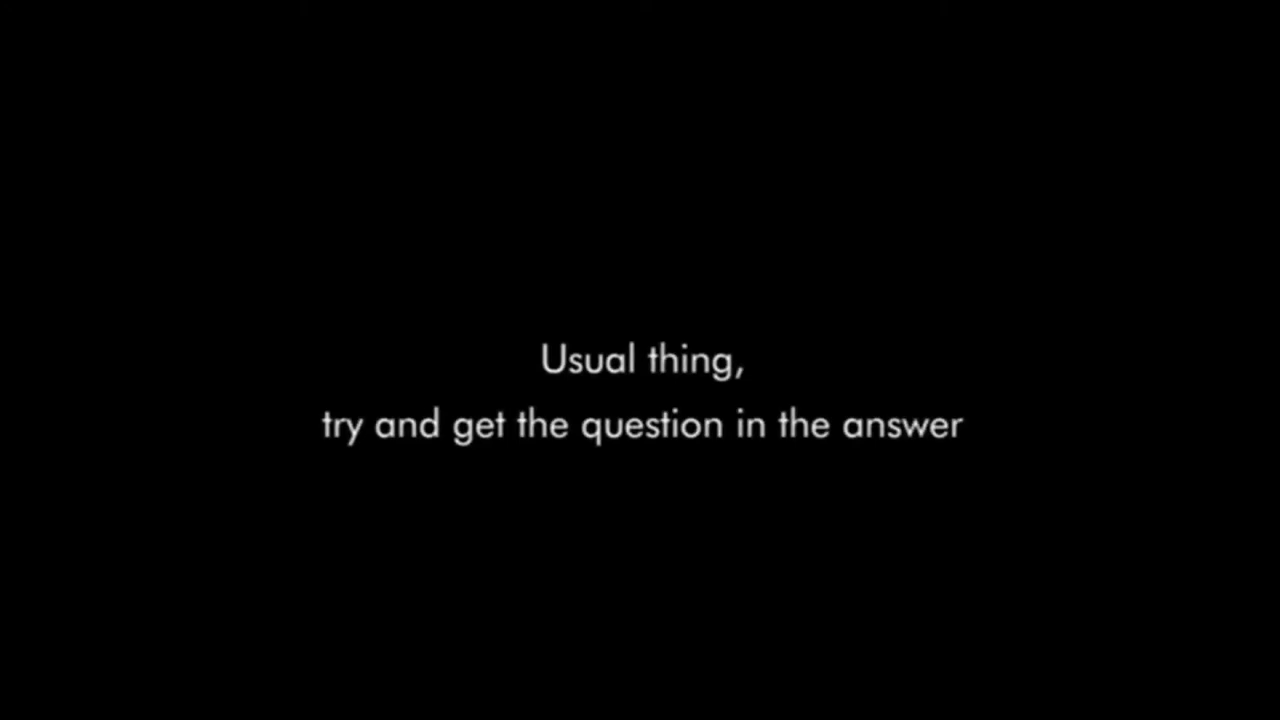 Usual thing,
try and get the question in the answer